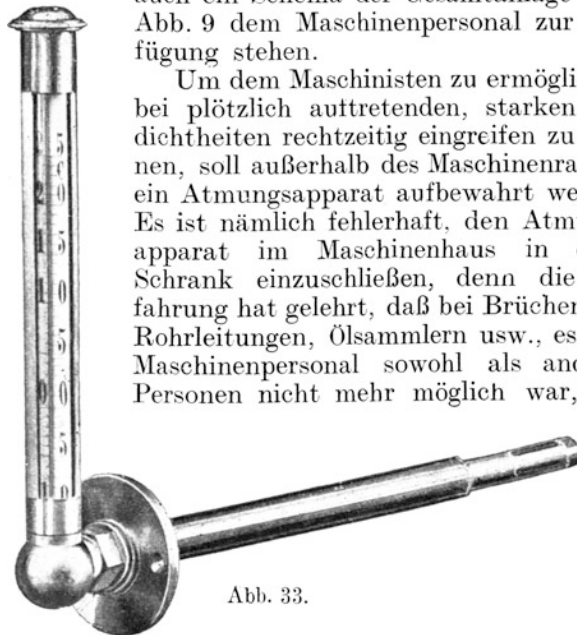 Abb. 9 dem Maschinenpersonal zur
fügung stehen.
Um dem Maschinisten zu ermögli
bei plötzlich auttretenden, starken
dichtheiten rechtzeitig eingreifen zu
nen, soll außerhalb des Maschinenra
ein Atmungsapparat aufbewahrt we
Es ist nämlich fehlerhaft, den Atm
apparat im Maschinenhaus in
Schrank einzuschließen, denn die
fahrung hat gelehrt, daß bei Brüchen
Rohrleitungen, Ölsammlern usw., es
Maschinenpersonal sowohl als and
Personen nicht mehr möglich war,
Abb. 33.